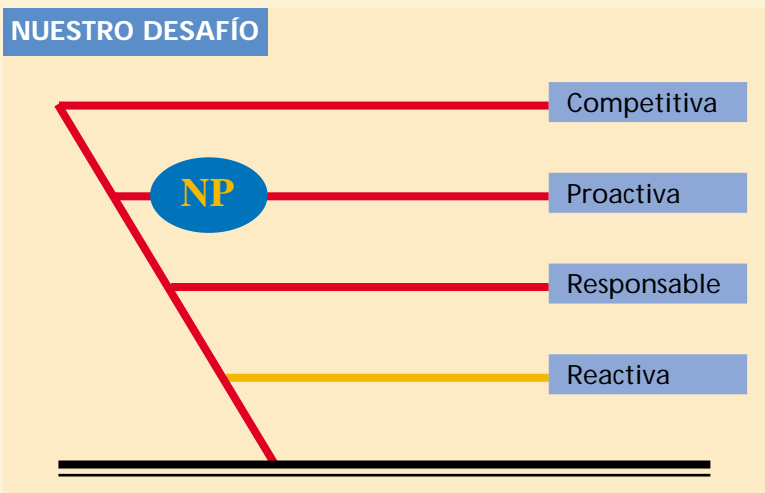 NUESTRO DESAFÍO
Competitiva
NP
Proactiva
Responsable
Reactiva